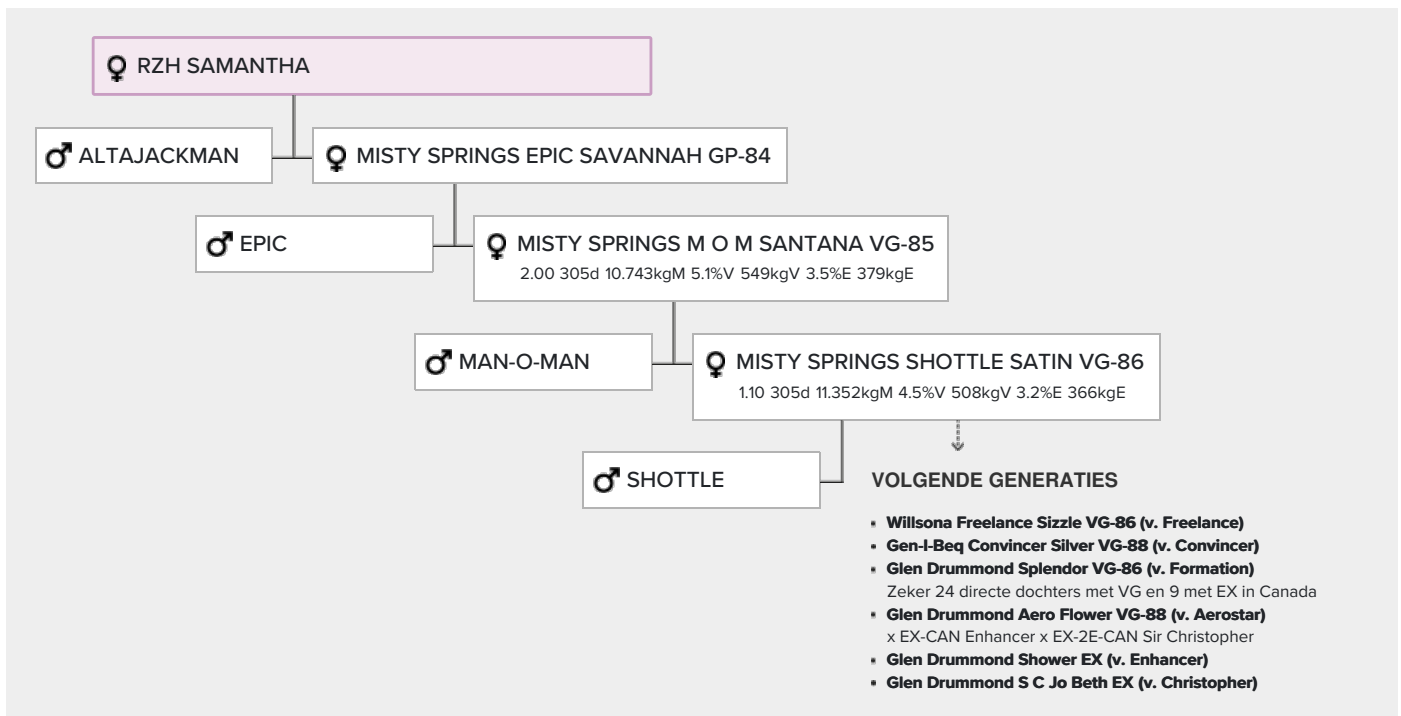 RZH SAMANTHA
ALTAJACKMAN
MISTY SPRINGS EPIC SAVANNAH GP-84
EPIC
MISTY SPRINGS M O M SANTANA VG-85
2.00 305d 10.743kgM 5.1%V 549kgV 3.5%E 379kgE
MAN-O-MAN
MISTY SPRINGS SHOTTLE SATIN VG-86
1.10 305d 11.352kgM 4.5%V 508kgV 3.2%E 366kgE
SHOTTLE
VOLGENDE GENERATIES
Willsona Freelance Sizzle VG-86 (v. Freelance)
Gen-I-Beq Convincer Silver VG-88 (v. Convincer)
Glen Drummond Splendor VG-86 (v. Formation)
Zeker 24 directe dochters met VG en 9 met EX in Canada
Glen Drummond Aero Flower VG-88 (v. Aerostar)
x EX-CAN Enhancer x EX-2E-CAN Sir Christopher
Glen Drummond Shower EX (v. Enhancer)
Glen Drummond S C Jo Beth EX (v. Christopher)